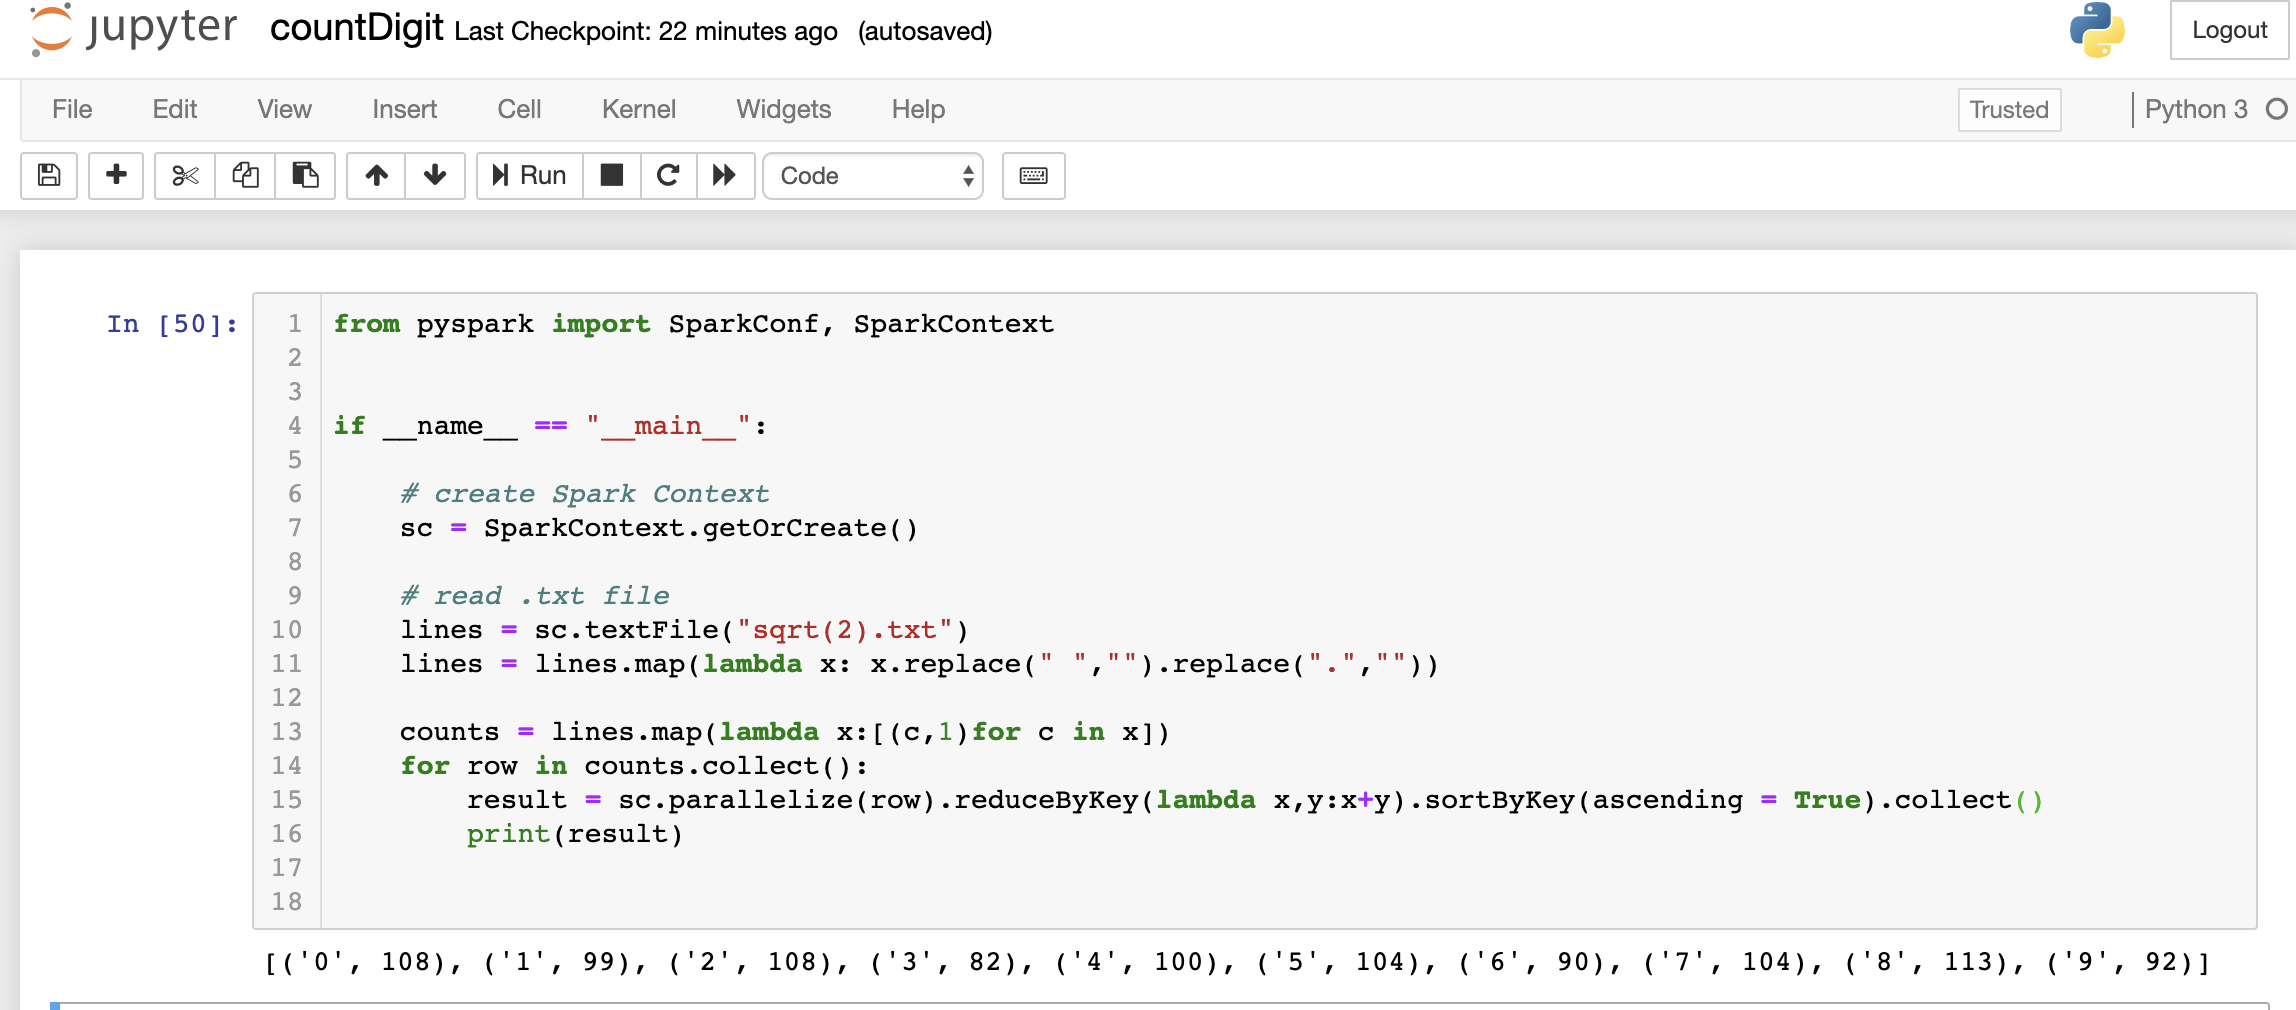 jupyter countDigit Last Checkpoint: 22 minutes ago (autosaved) Logout
File Edit View Insert Cell Kernel Widgets Help Trusted Python 3
Run Code
In [50]:
1 from pyspark import SparkConf, SparkContext
2
3
4 if __name__ == "__main__":
5
6     # create Spark Context
7     sc = SparkContext.getOrCreate()
8
9     # read .txt file
10     lines = sc.textFile("sqrt(2).txt")
11     lines = lines.map(lambda x: x.replace(" ","").replace(".",""))
12
13     counts = lines.map(lambda x:[(c,1)for c in x])
14     for row in counts.collect():
15         result = sc.parallelize(row).reduceByKey(lambda x,y:x+y).sortByKey(ascending = True).collect()
16         print(result)
17
18
[('0', 108), ('1', 99), ('2', 108), ('3', 82), ('4', 100), ('5', 104), ('6', 90), ('7', 104), ('8', 113), ('9', 92)]